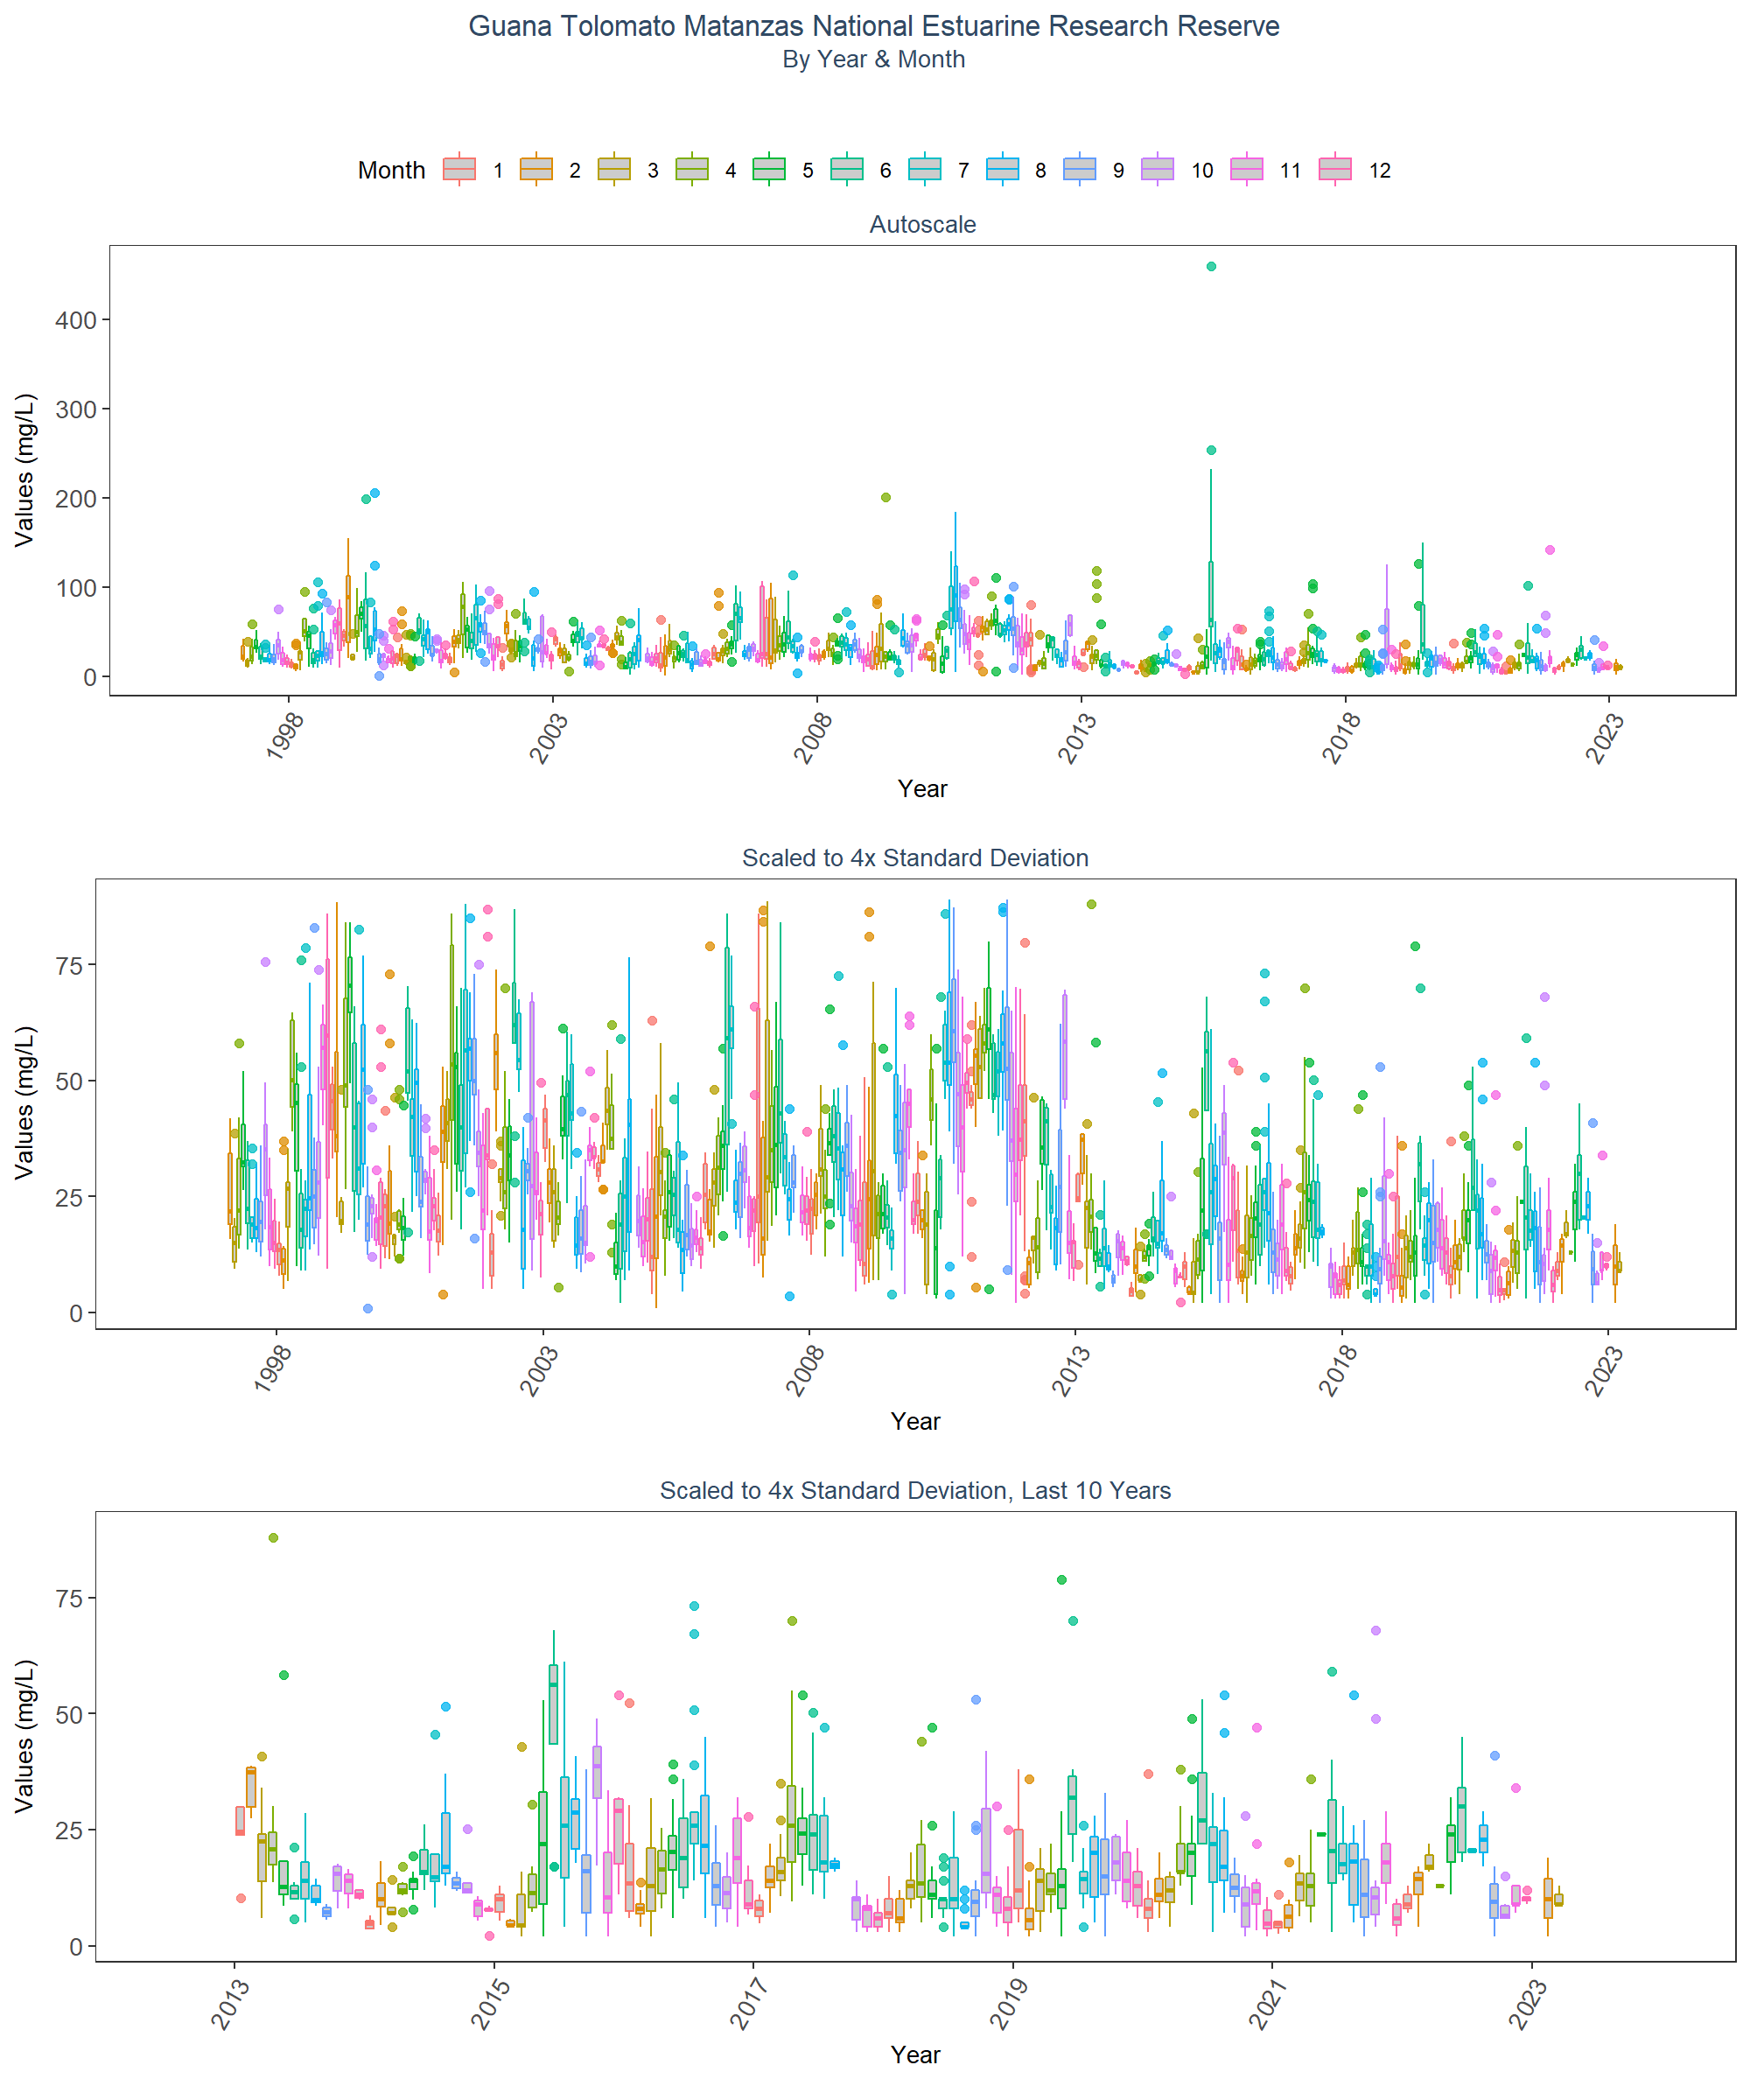 Guana Tolomato Matanzas National Estuarine Research Reserve
By Year & Month
Month 1 2 3 4 5 6 7 8 9 10 11 12
Autoscale
Values (mg/L)
400
300
200
100
0
1998 2003 2008 2013 2018 2023
Year
Scaled to 4x Standard Deviation
Values (mg/L)
75
50
25
0
1998 2003 2008 2013 2018 2023
Year
Scaled to 4x Standard Deviation, Last 10 Years
Values (mg/L)
75
50
25
0
2013 2015 2017 2019 2021 2023
Year